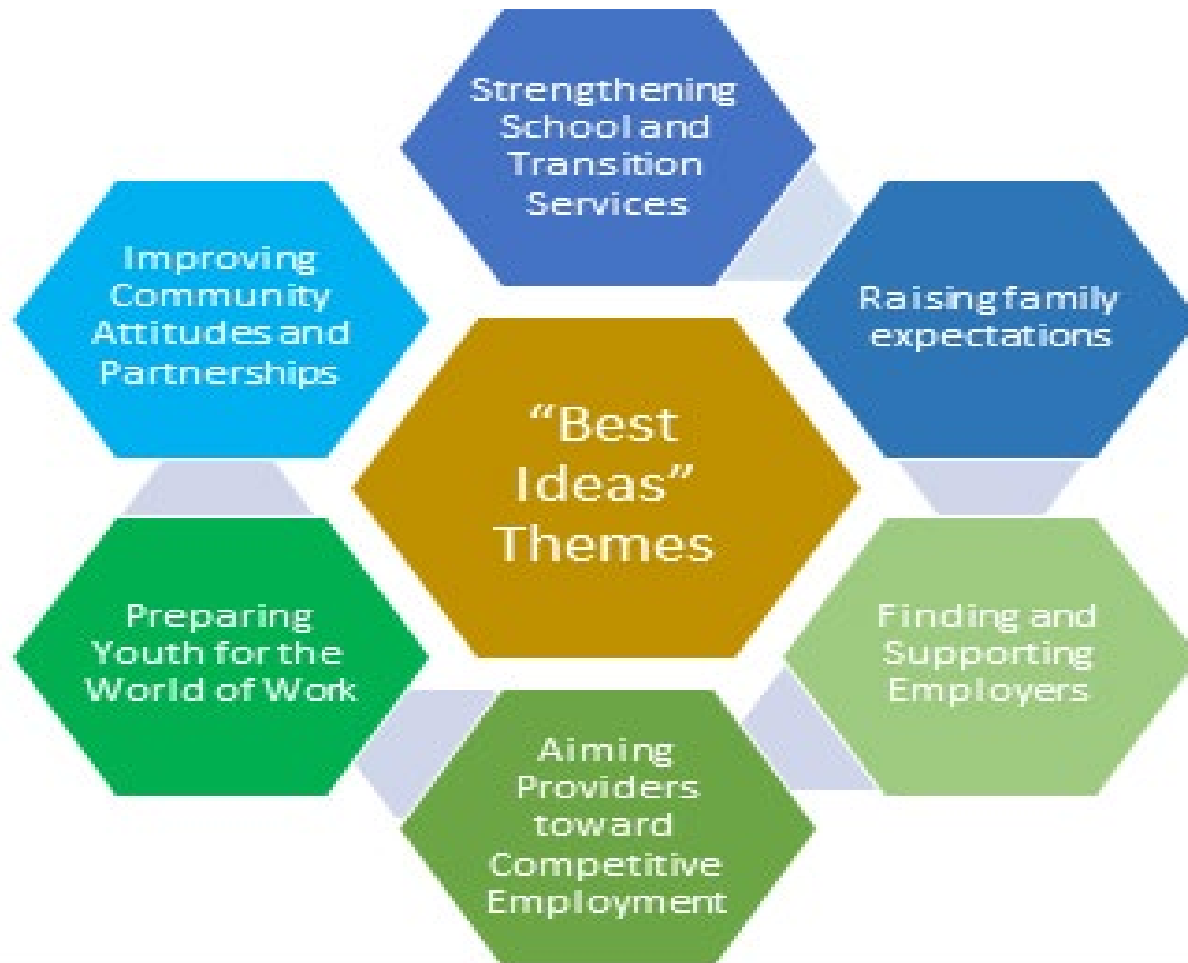 Strengthening
School and
Transition
Services
Raising family
expectations
Finding and
Supporting
Employers
Aiming
Providers
toward
Competitive
Employment
Preparing
Youth for the
World of Work
Improving
Community
Attitudes and
Partnerships
“Best
Ideas”
Themes